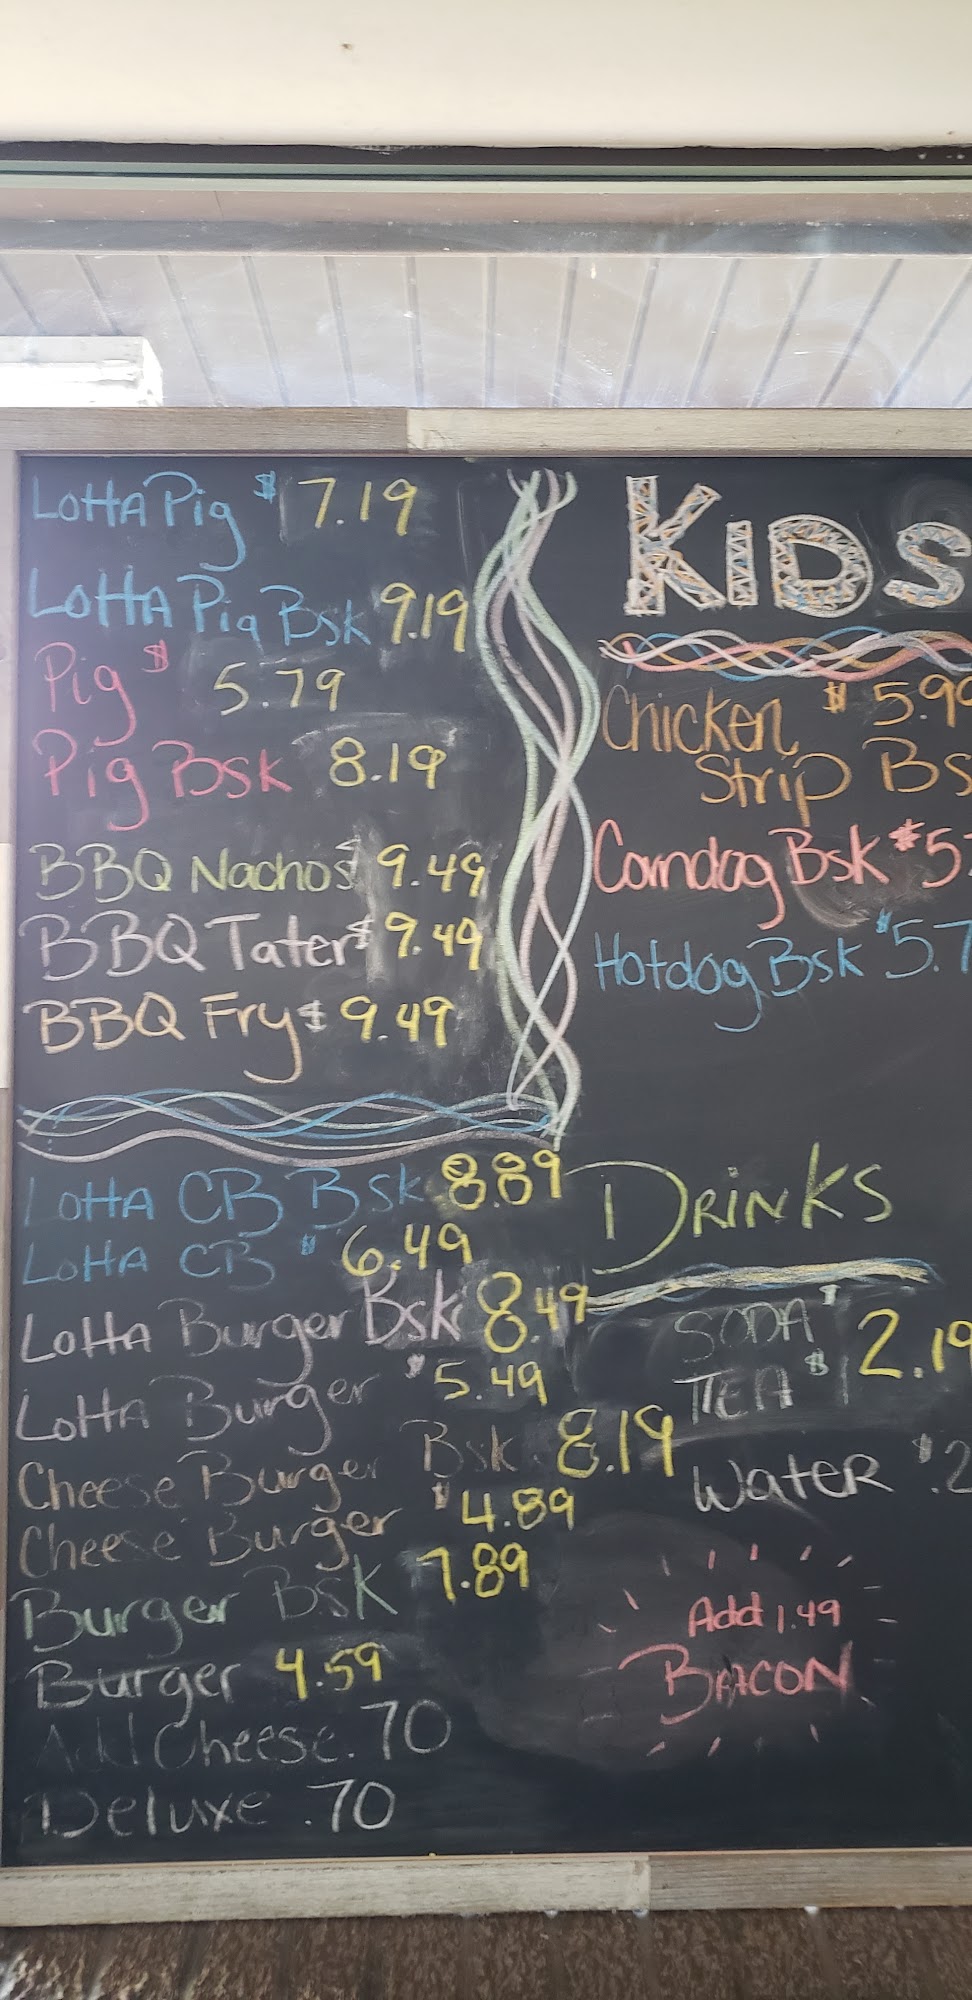 Lotta Pig $ 7.19
Lotta Pig Bsk 9.19
Pig $ 5.79
Pig Bsk 8.19
BBQ Nachos $ 9.49
BBQ Tater $ 9.49
BBQ Fry $ 9.49
Lotta CB Bsk 8.89
Lotta CB $ 6.49
Lotta Burger Bsk 8.49
Lotta Burger $ 5.49
Cheese Burger Bsk 8.19
Cheese Burger $ 4.89
Burger Bsk 7.89
Burger 4.59
Add Cheese .70
Deluxe .70
KIDS
Chicken $ 5.99
Strip Bs
Corndog Bsk $5
Hotdog Bsk $5.7
DRINKS
SODA $
TEA $ 2.19
WATER $.2
Add 1.49
BACON